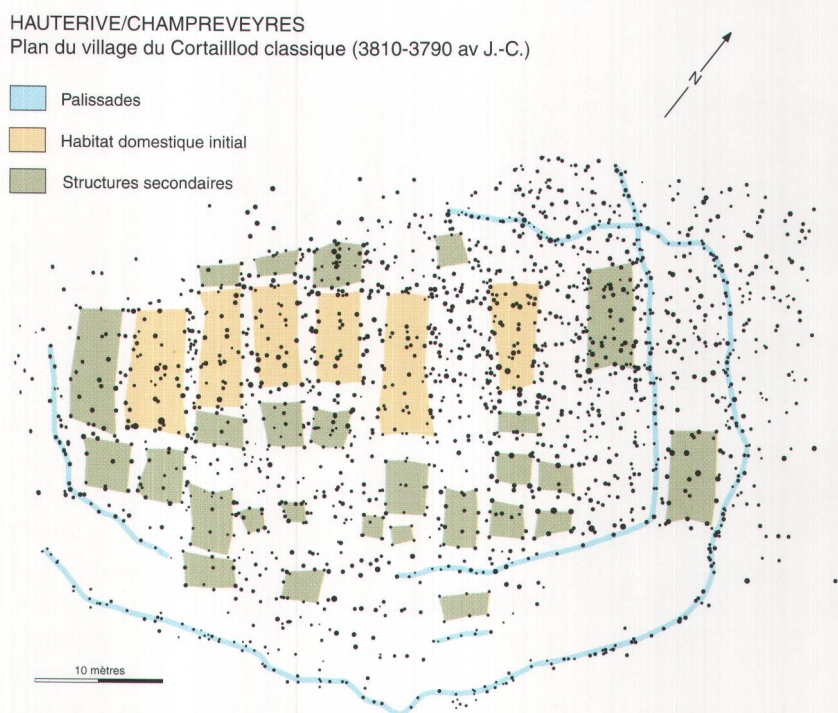 HAUTERIVE/CHAMPREVEYRES
Plan du village du Cortailllod classique (3810-3790 av J.-C.)
N
Palissades
Habitat domestique initial
Structures secondaires
10 mètres